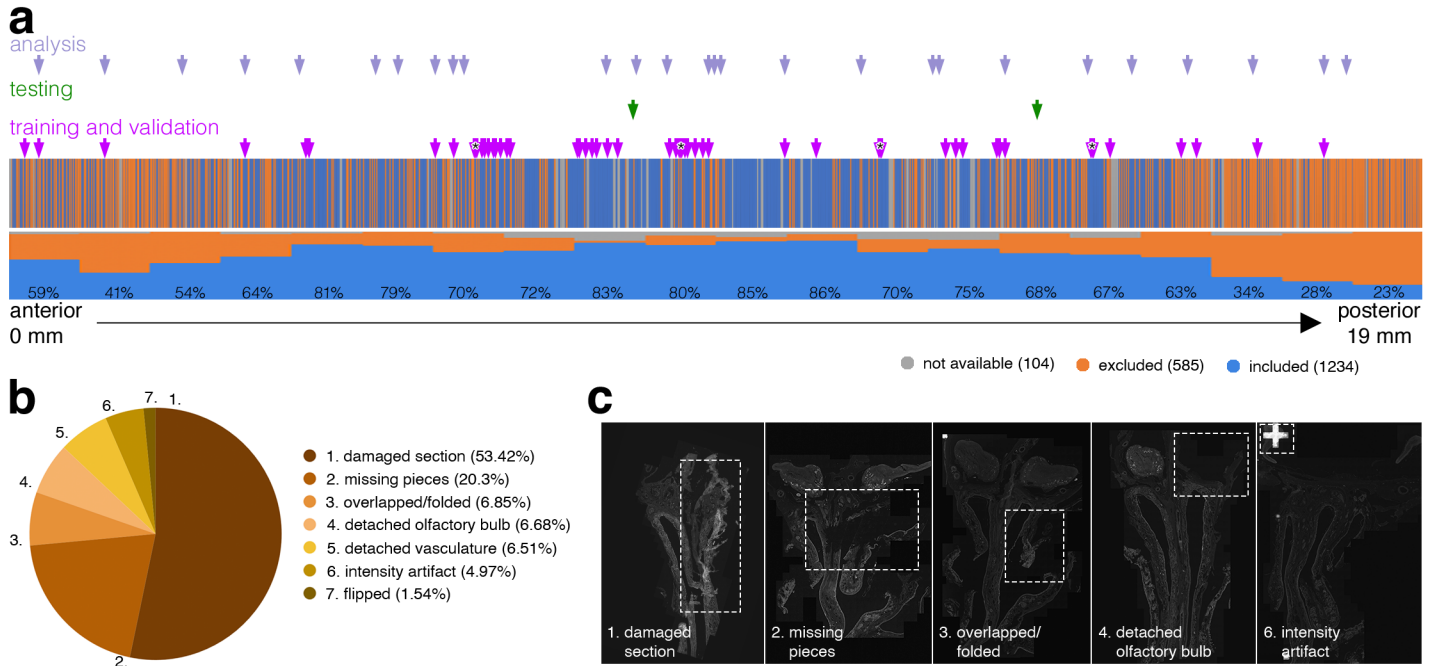 a
analysis
testing
training and validation
59% 41% 54% 64% 81% 79% 70% 72% 83% 80% 85% 86% 70% 75% 68% 67% 63% 34% 28% 23%
anterior posterior
0 mm 19 mm
not available (104) excluded (585) included (1234)
b
7. 1.
6.
5.
4.
3.
2.
1. damaged section (53.42%)
2. missing pieces (20.3%)
3. overlapped/folded (6.85%)
4. detached olfactory bulb (6.68%)
5. detached vasculature (6.51%)
6. intensity artifact (4.97%)
7. flipped (1.54%)
c
1. damaged
section
2. missing
pieces
3. overlapped/
folded
4. detached
olfactory bulb
6. intensity
artifact